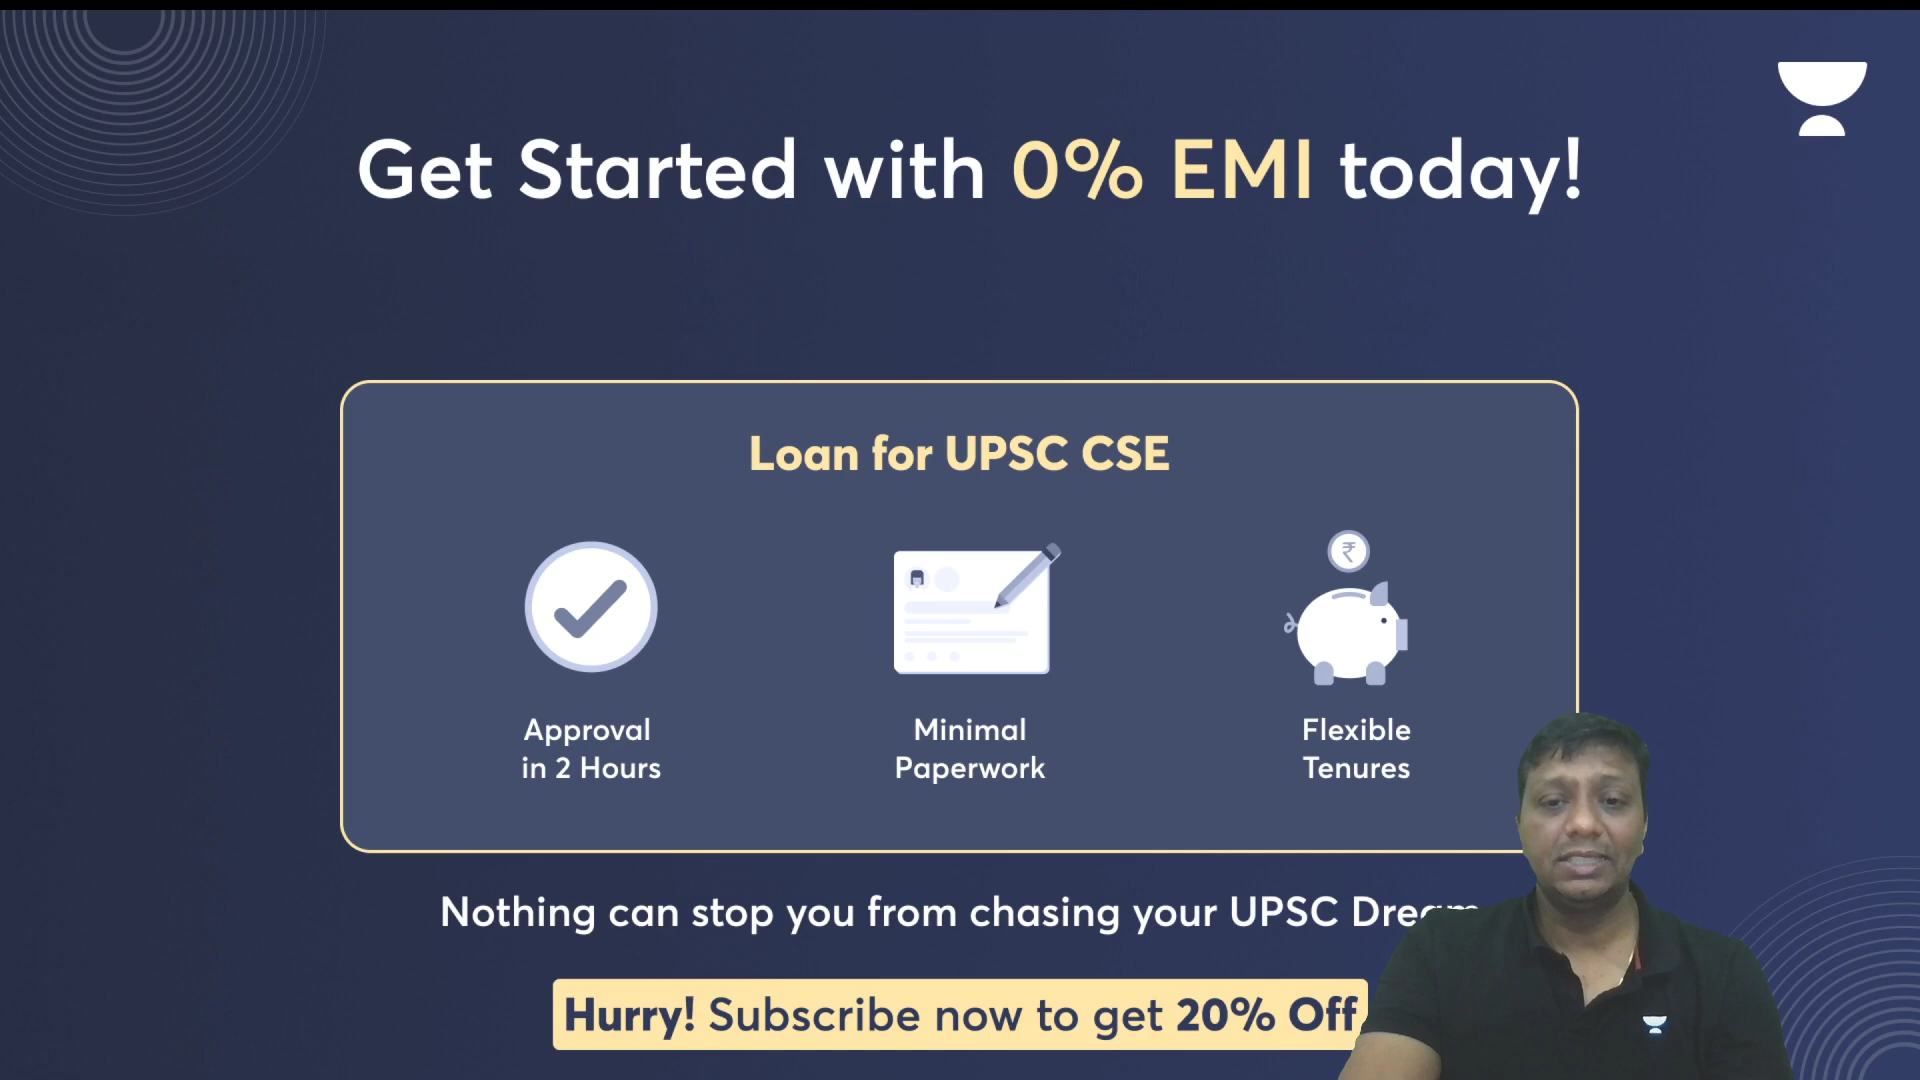 Get Started with 0% EMI today!
Loan for UPSC CSE
Approval
in 2 Hours
Minimal
Paperwork
Flexible
Tenures
₹
Nothing can stop you from chasing your UPSC Dream
Hurry! Subscribe now to get 20% Off